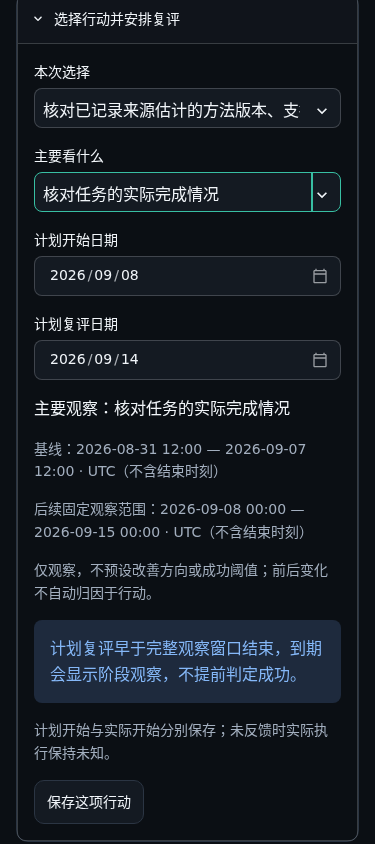 选择行动并安排复评
本次选择
核对已记录来源估计的方法版本、支
主要看什么
核对任务的实际完成情况
计划开始日期
2026/09/08
计划复评日期
2026/09/14
主要观察：核对任务的实际完成情况
基线：2026-08-31 12:00 — 2026-09-07
12:00 · UTC（不含结束时刻）
后续固定观察范围：2026-09-08 00:00 —
2026-09-15 00:00 · UTC（不含结束时刻）
仅观察，不预设改善方向或成功阈值；前后变化
不自动归因于行动。
计划复评早于完整观察窗口结束，到期
会显示阶段观察，不提前判定成功。
计划开始与实际开始分别保存；未反馈时实际执
行保持未知。
保存这项行动